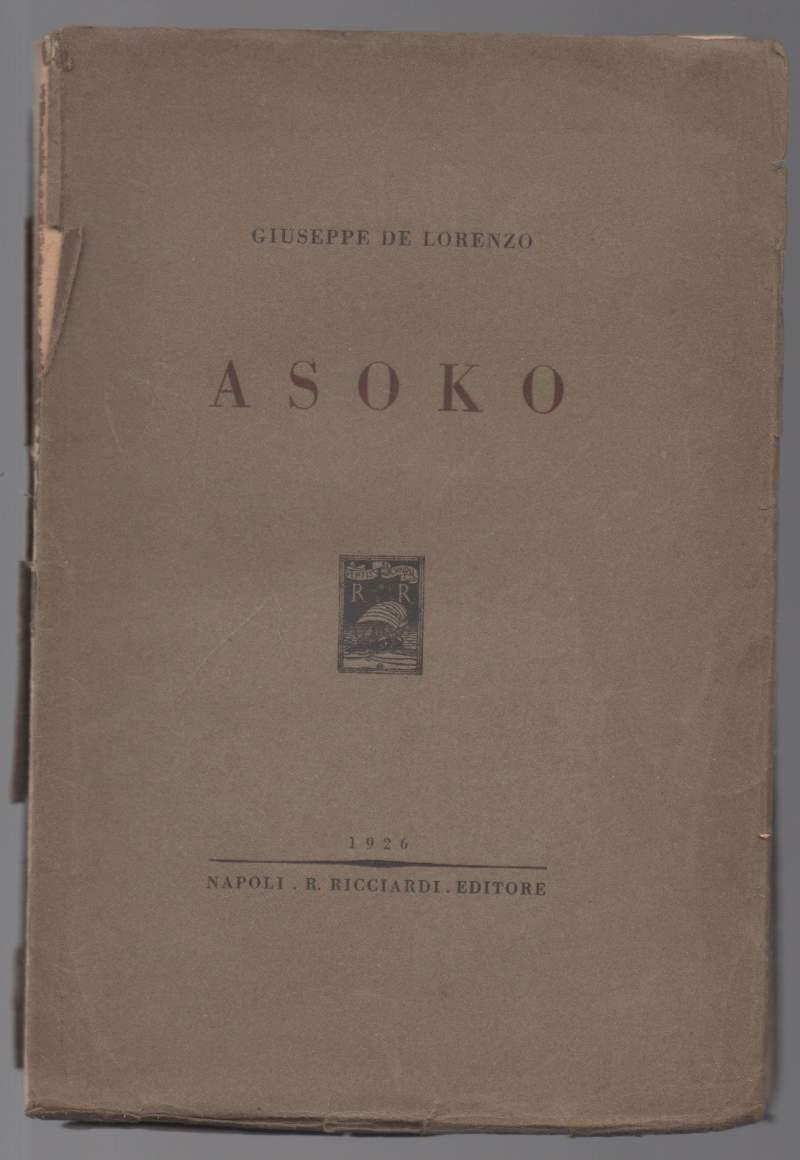 GIUSEPPE DE LORENZO
ASOKO
R R
1926
NAPOLI . R. RICCIARDI . EDITORE